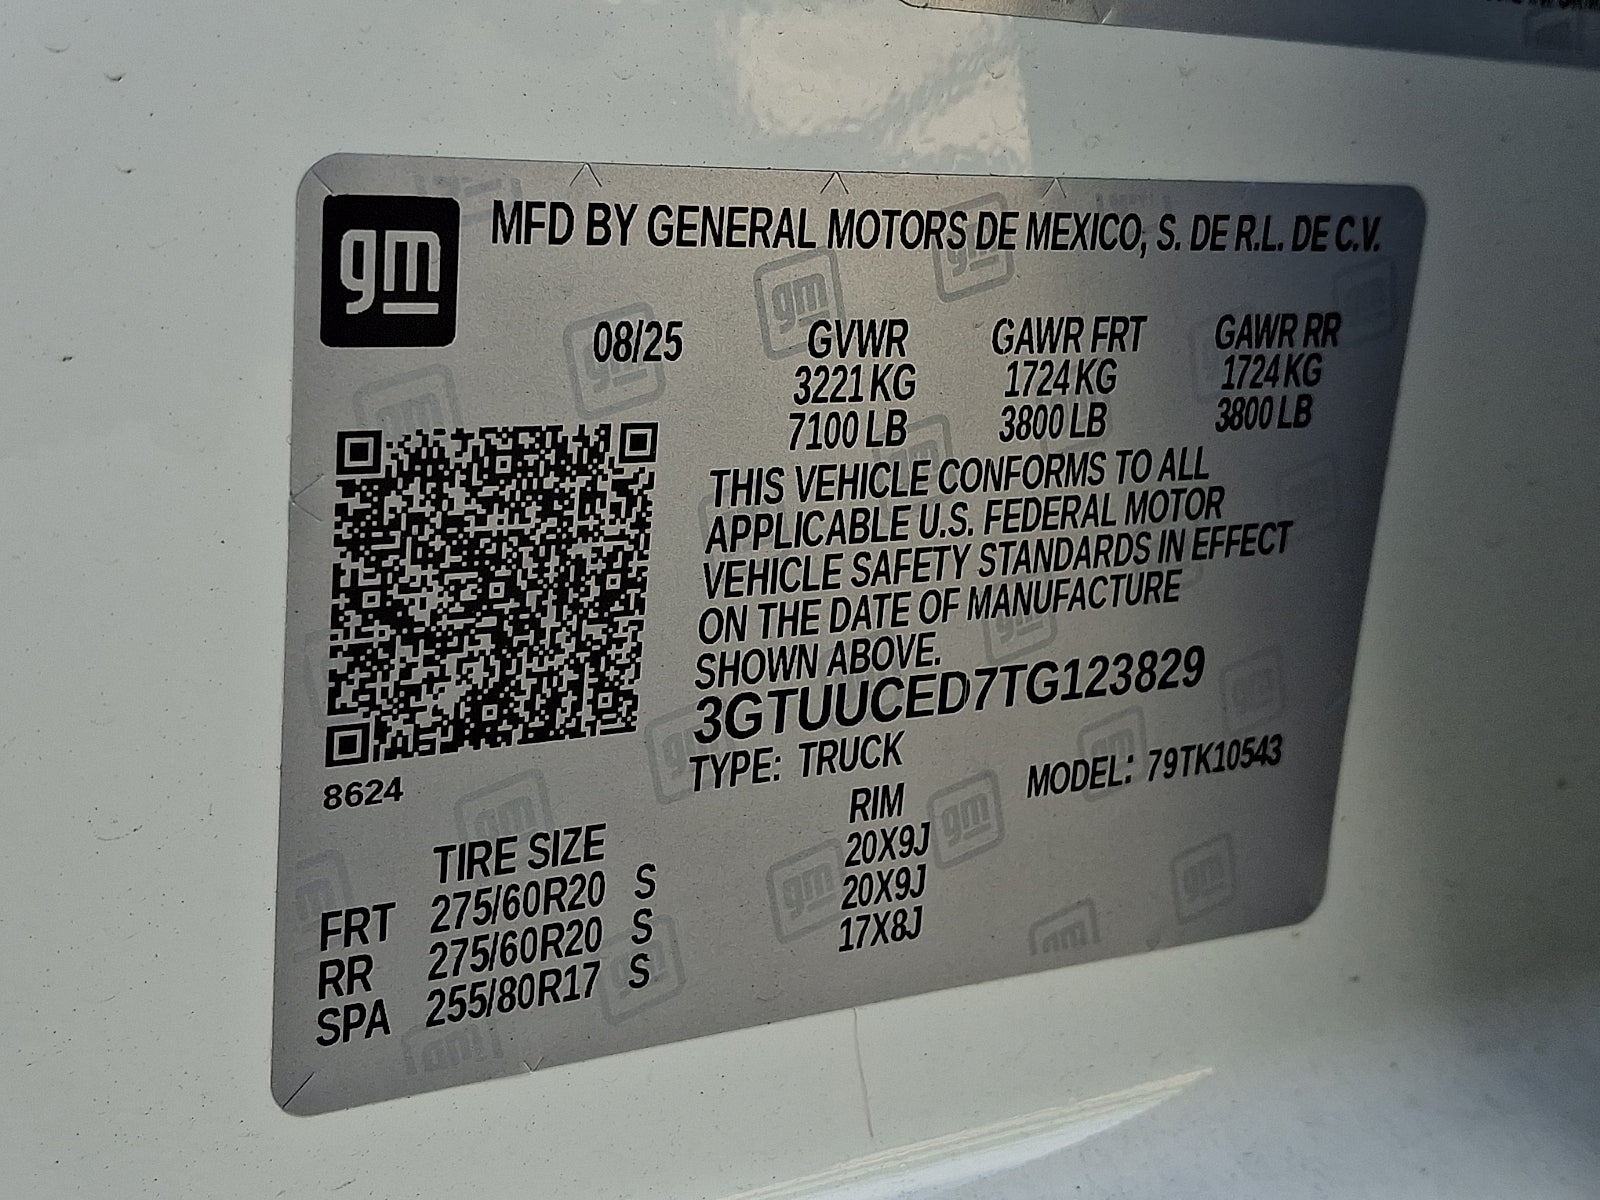 gm
MFD BY GENERAL MOTORS DE MEXICO, S. DE R.L. DE C.V.
08/25 GVWR GAWR FRT GAWR RR
3221 KG 1724 KG 1724 KG
7100 LB 3800 LB 3800 LB
THIS VEHICLE CONFORMS TO ALL
APPLICABLE U.S. FEDERAL MOTOR
VEHICLE SAFETY STANDARDS IN EFFECT
ON THE DATE OF MANUFACTURE
SHOWN ABOVE.
3GTUUCED7TG123829
TYPE: TRUCK MODEL: 79TK10543
8624
TIRE SIZE RIM
FRT 275/60R20 S 20X9J
RR 275/60R20 S 20X9J
SPA 255/80R17 S 17X8J